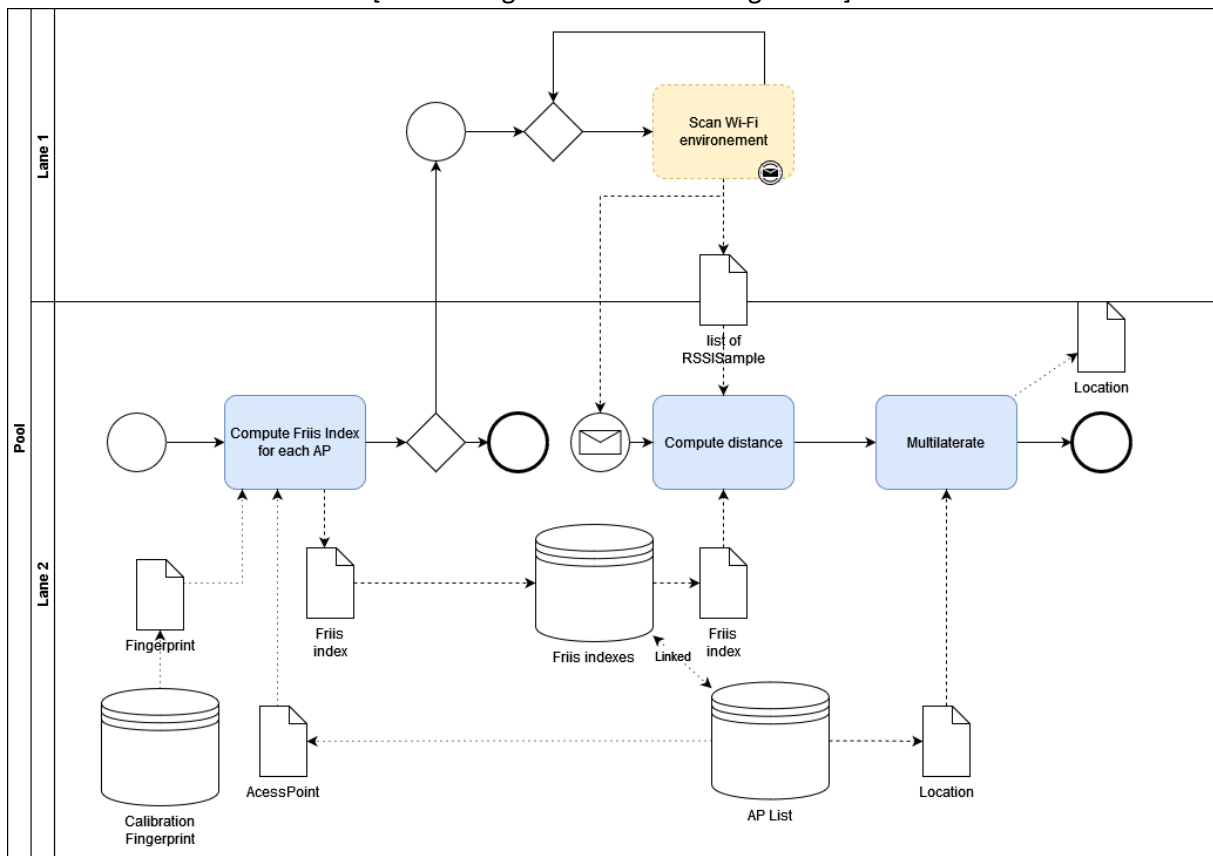 Pool
Lane 1
Scan Wi-Fi
environement
list of
RSSISample
Lane 2
Location
Compute Friis Index
for each AP
Compute distance
Multilaterate
Fingerprint
Friis
index
Friis indexes
Linked
Friis
index
Calibration
Fingerprint
AcessPoint
AP List
Location